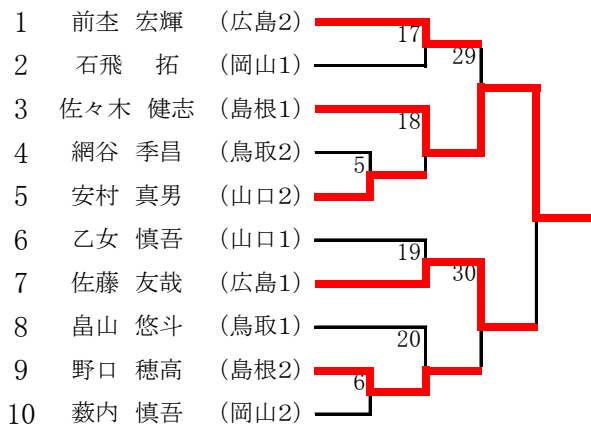 1 前杢 宏輝 (広島2)
17
2 石飛 拓 (岡山1)
29
3 佐々木 健志 (島根1)
18
4 網谷 季昌 (鳥取2)
5
5 安村 真男 (山口2)
6 乙女 慎吾 (山口1)
19
7 佐藤 友哉 (広島1)
30
8 畠山 悠斗 (鳥取1)
20
9 野口 穂高 (島根2)
6
10 薮内 慎吾 (岡山2)